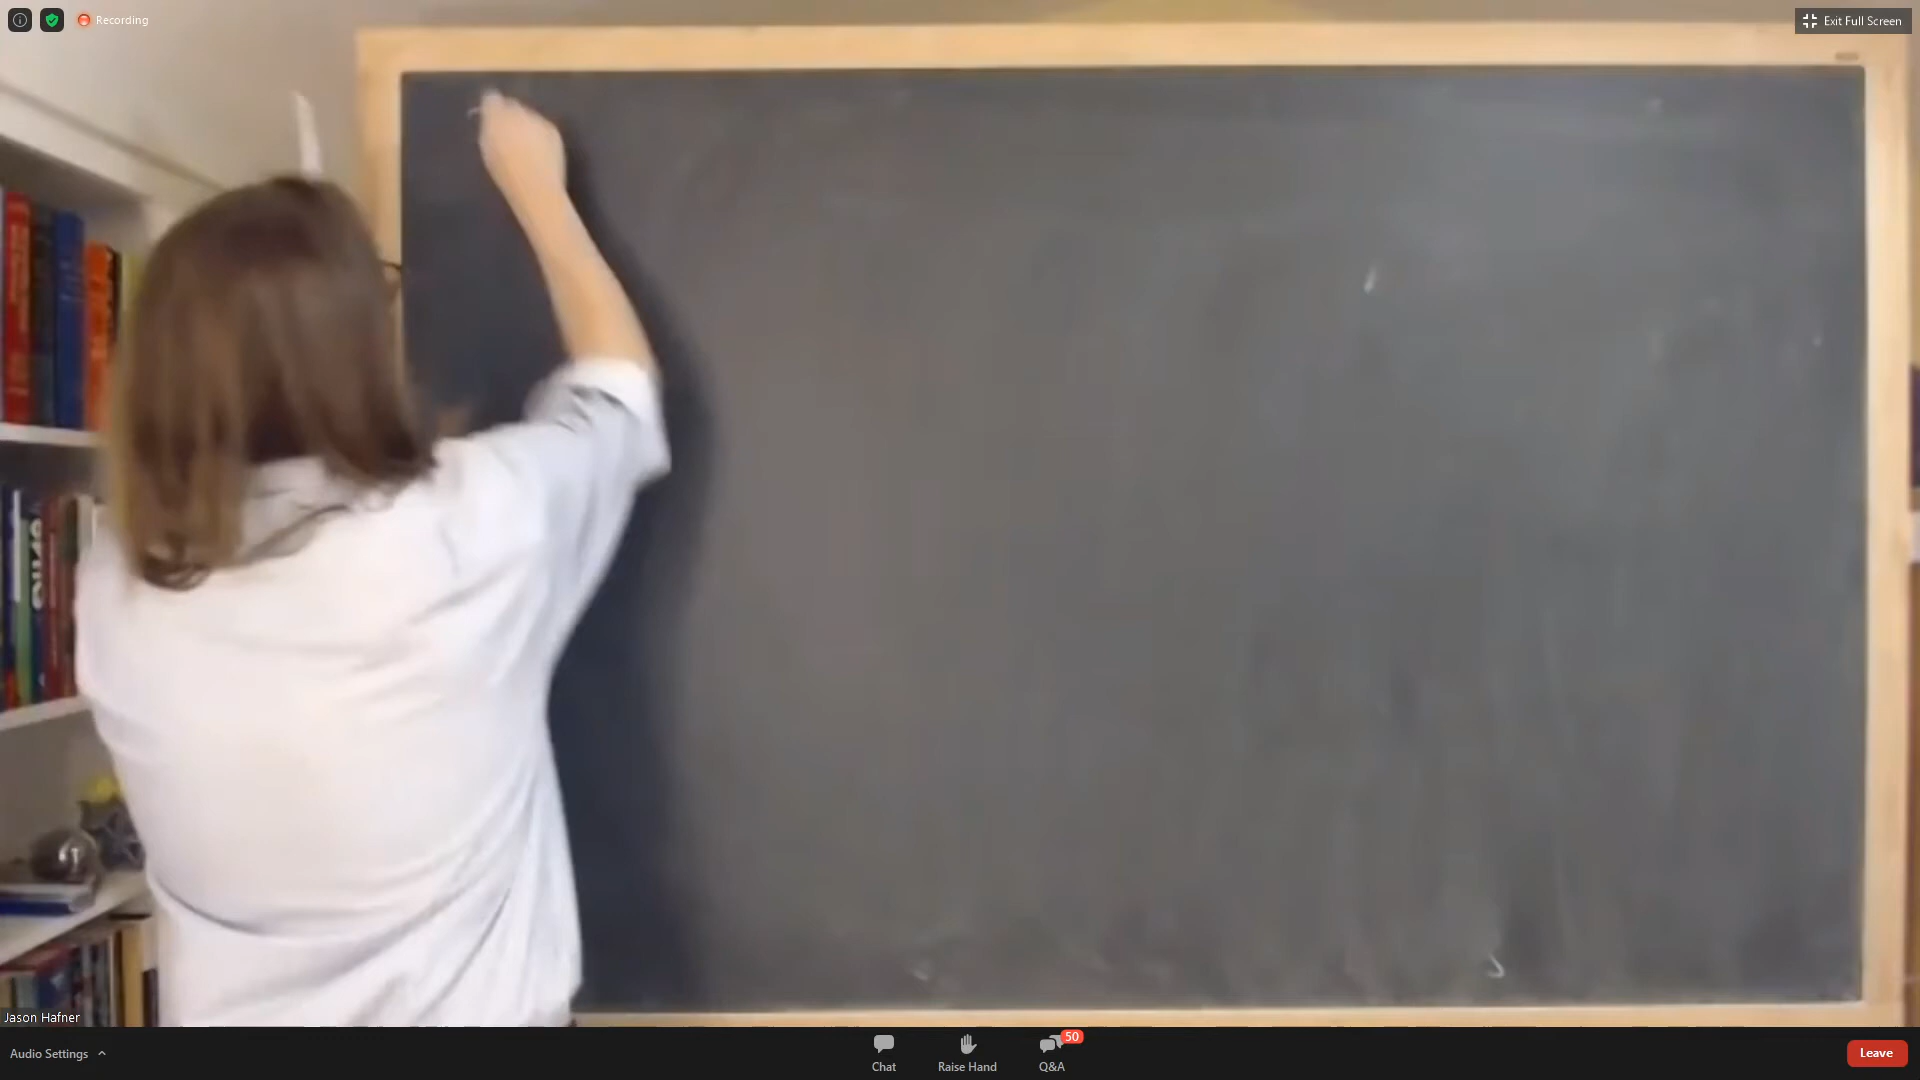 Recording
Exit Full Screen
Jason Hafner
Audio Settings
Chat
Raise Hand
Q&A
50
Leave